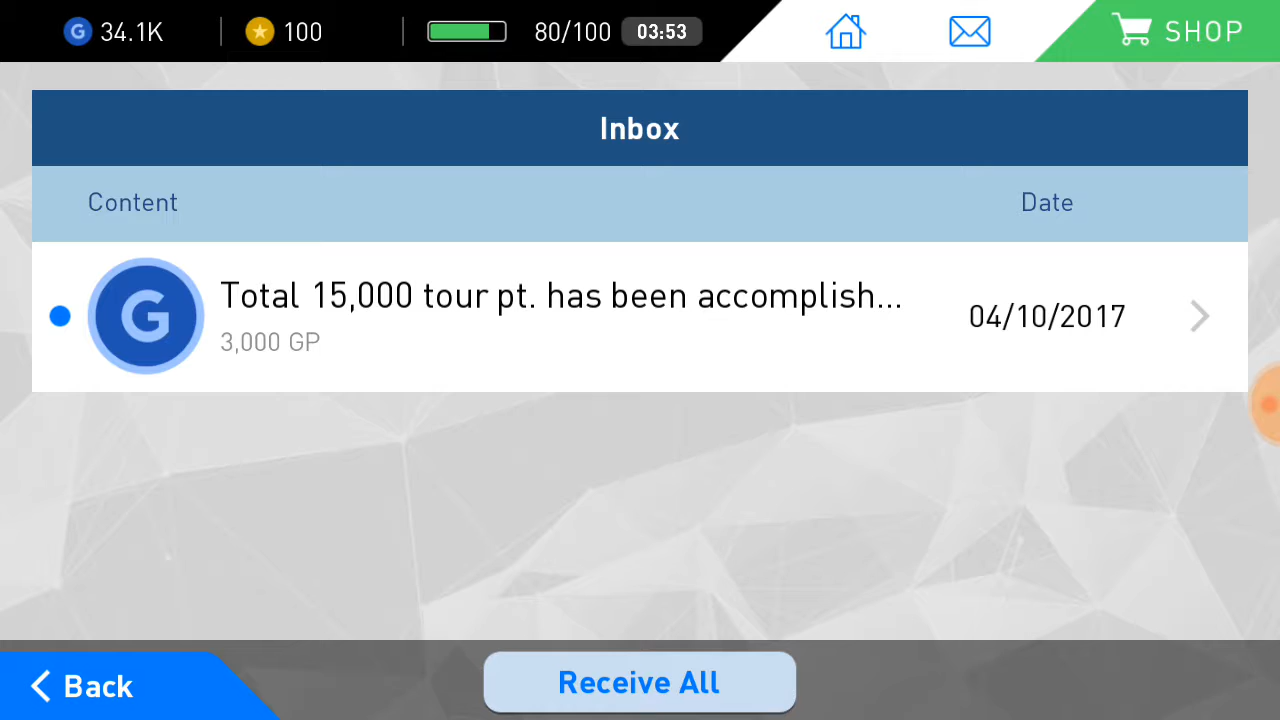 G 34.1K 100 80/100 03:53 SHOP
Inbox
Content Date
G Total 15,000 tour pt. has been accomplish... 04/10/2017
3,000 GP
Back Receive All